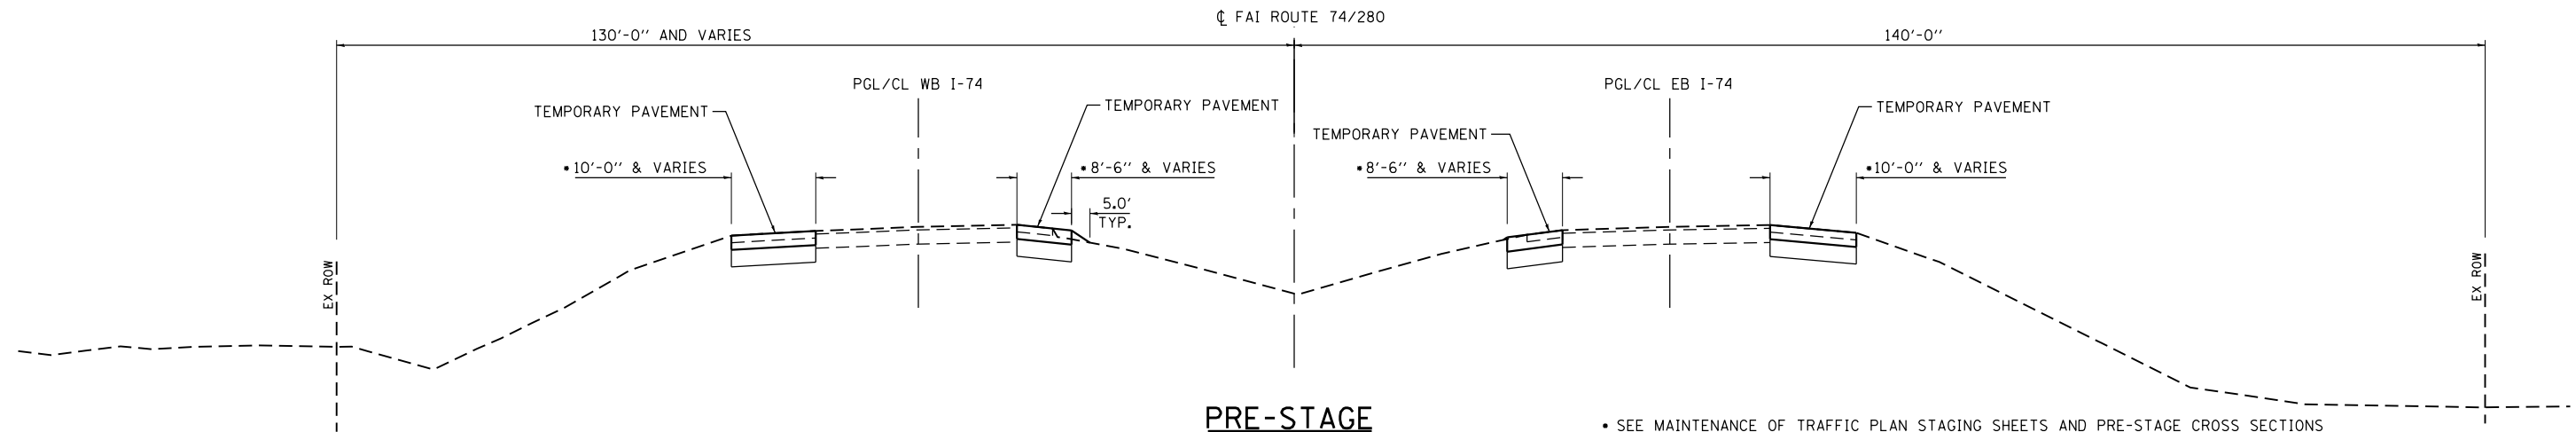 ℄ FAI ROUTE 74/280
130'-0'' AND VARIES
140'-0''
PGL/CL WB I-74
PGL/CL EB I-74
TEMPORARY PAVEMENT
TEMPORARY PAVEMENT
TEMPORARY PAVEMENT
TEMPORARY PAVEMENT
*10'-0'' & VARIES
*8'-6'' & VARIES
*8'-6'' & VARIES
*10'-0'' & VARIES
5.0'
TYP.
EX ROW
EX ROW
PRE-STAGE
* SEE MAINTENANCE OF TRAFFIC PLAN STAGING SHEETS AND PRE-STAGE CROSS SECTIONS